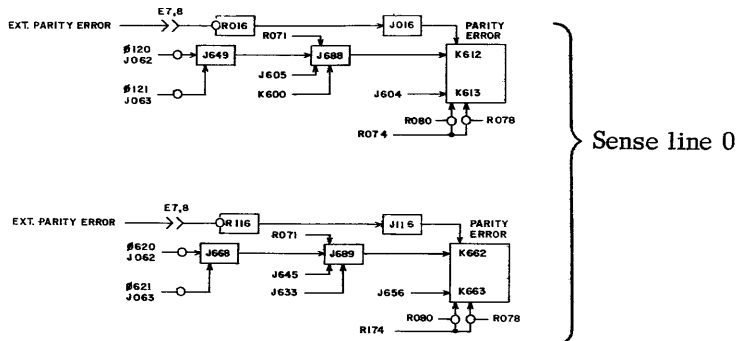 E7,8
EXT. PARITY ERROR
R016
J016
R071
PARITY
ERROR
Ø120
J062
J649
J688
K612
J605
Ø121
J063
K600
J604
K613
R080
R078
R074
Sense line 0
E7,8
EXT. PARITY ERROR
R116
J116
R071
PARITY
ERROR
Ø620
J062
J668
J689
K662
J645
Ø621
J063
J633
J656
K663
R080
R078
R174